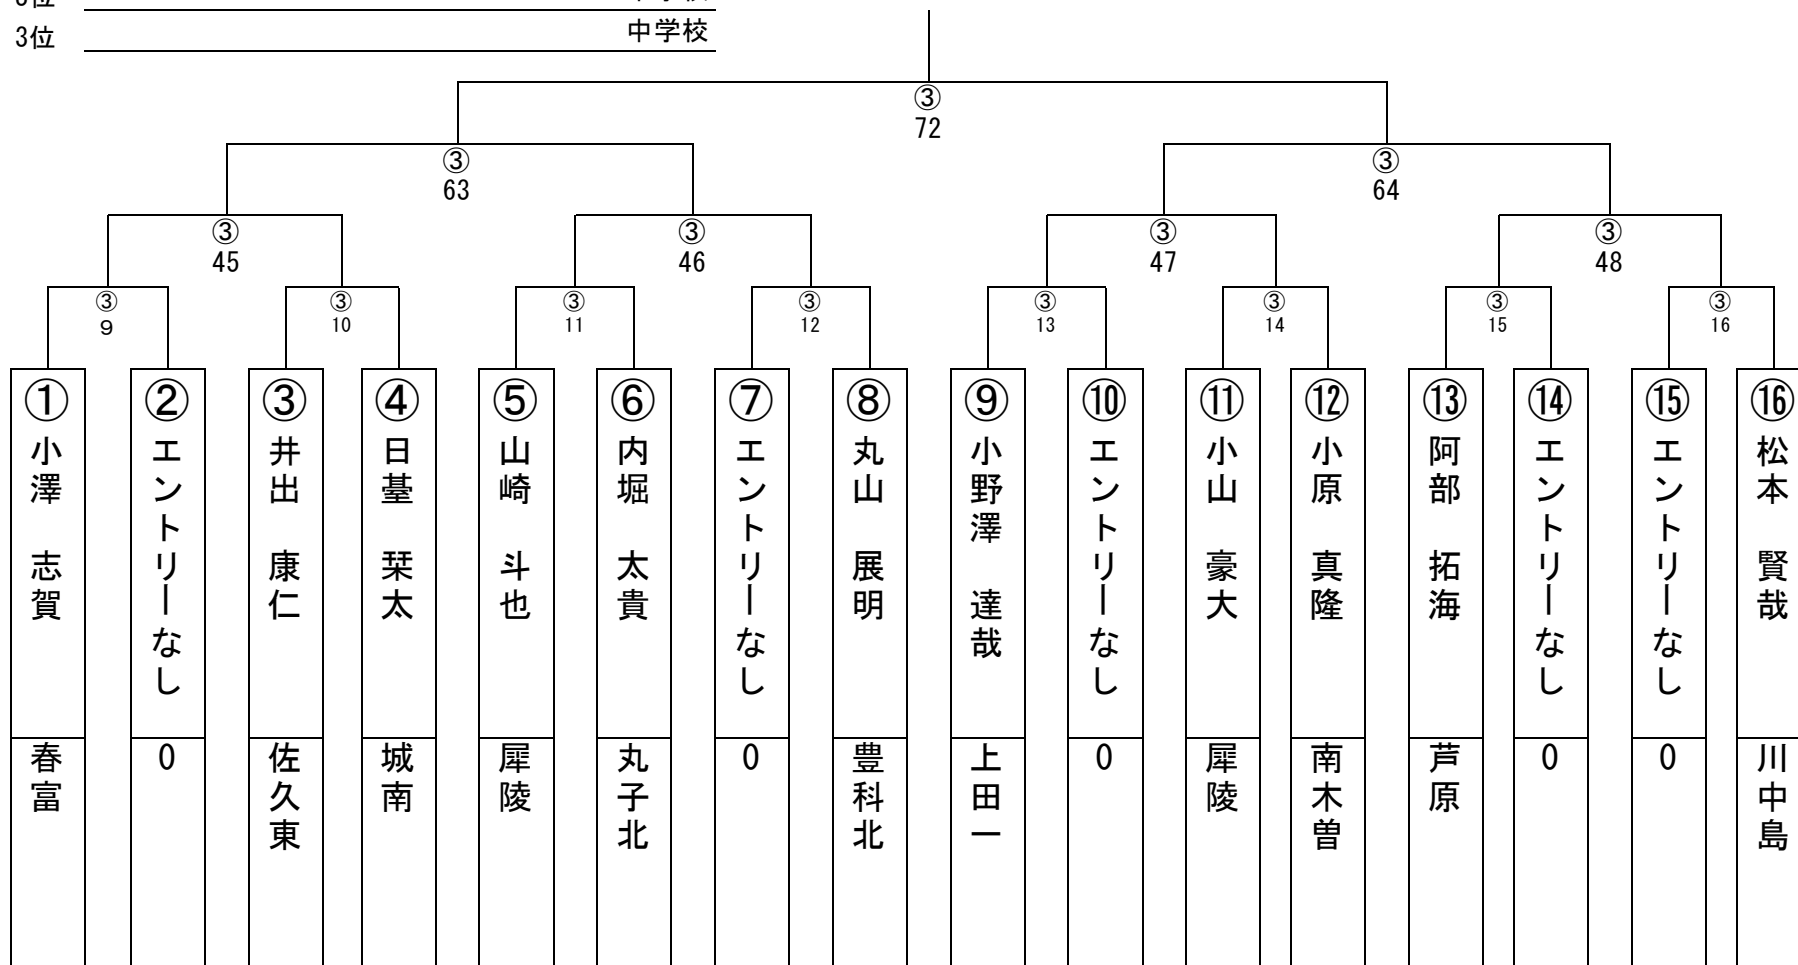 3位 中学校
③
72
③ ③
63 64
③ ③ ③ ③
45 46 47 48
③ ③ ③ ③ ③ ③ ③ ③
9 10 11 12 13 14 15 16
① 小澤 志賀 春富
② エントリーなし 0
③ 井出 康仁 佐久東
④ 日䑓 栞太 城南
⑤ 山崎 斗也 犀陵
⑥ 内堀 太貴 丸子北
⑦ エントリーなし 0
⑧ 丸山 展明 豊科北
⑨ 小野澤 達哉 上田一
⑩ エントリーなし 0
⑪ 小山 豪大 犀陵
⑫ 小原 真隆 南木曽
⑬ 阿部 拓海 芦原
⑭ エントリーなし 0
⑮ エントリーなし 0
⑯ 松本 賢哉 川中島